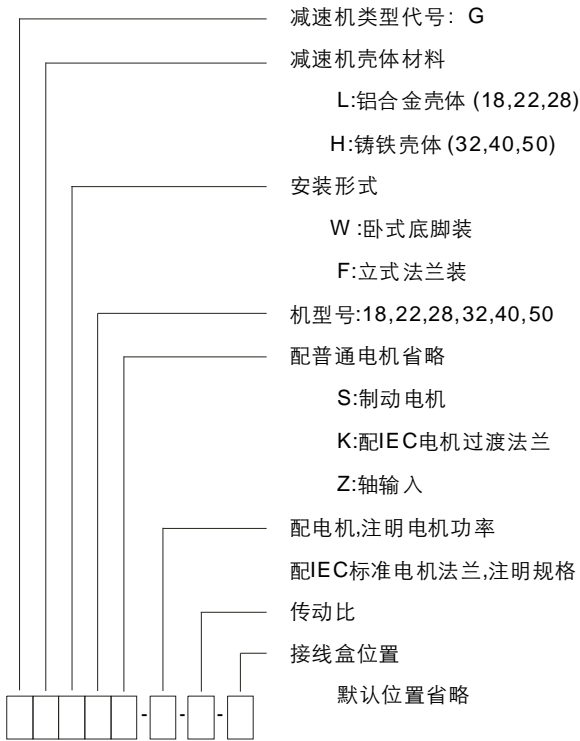 减速机类型代号: G
减速机壳体材料
L:铝合金壳体 (18,22,28)
H:铸铁壳体 (32,40,50)
安装形式
W :卧式底脚装
F:立式法兰装
机型号:18,22,28,32,40,50
配普通电机省略
S:制动电机
K:配IEC电机过渡法兰
Z:轴输入
配电机,注明电机功率
配IEC标准电机法兰,注明规格
传动比
接线盒位置
默认位置省略
- - -